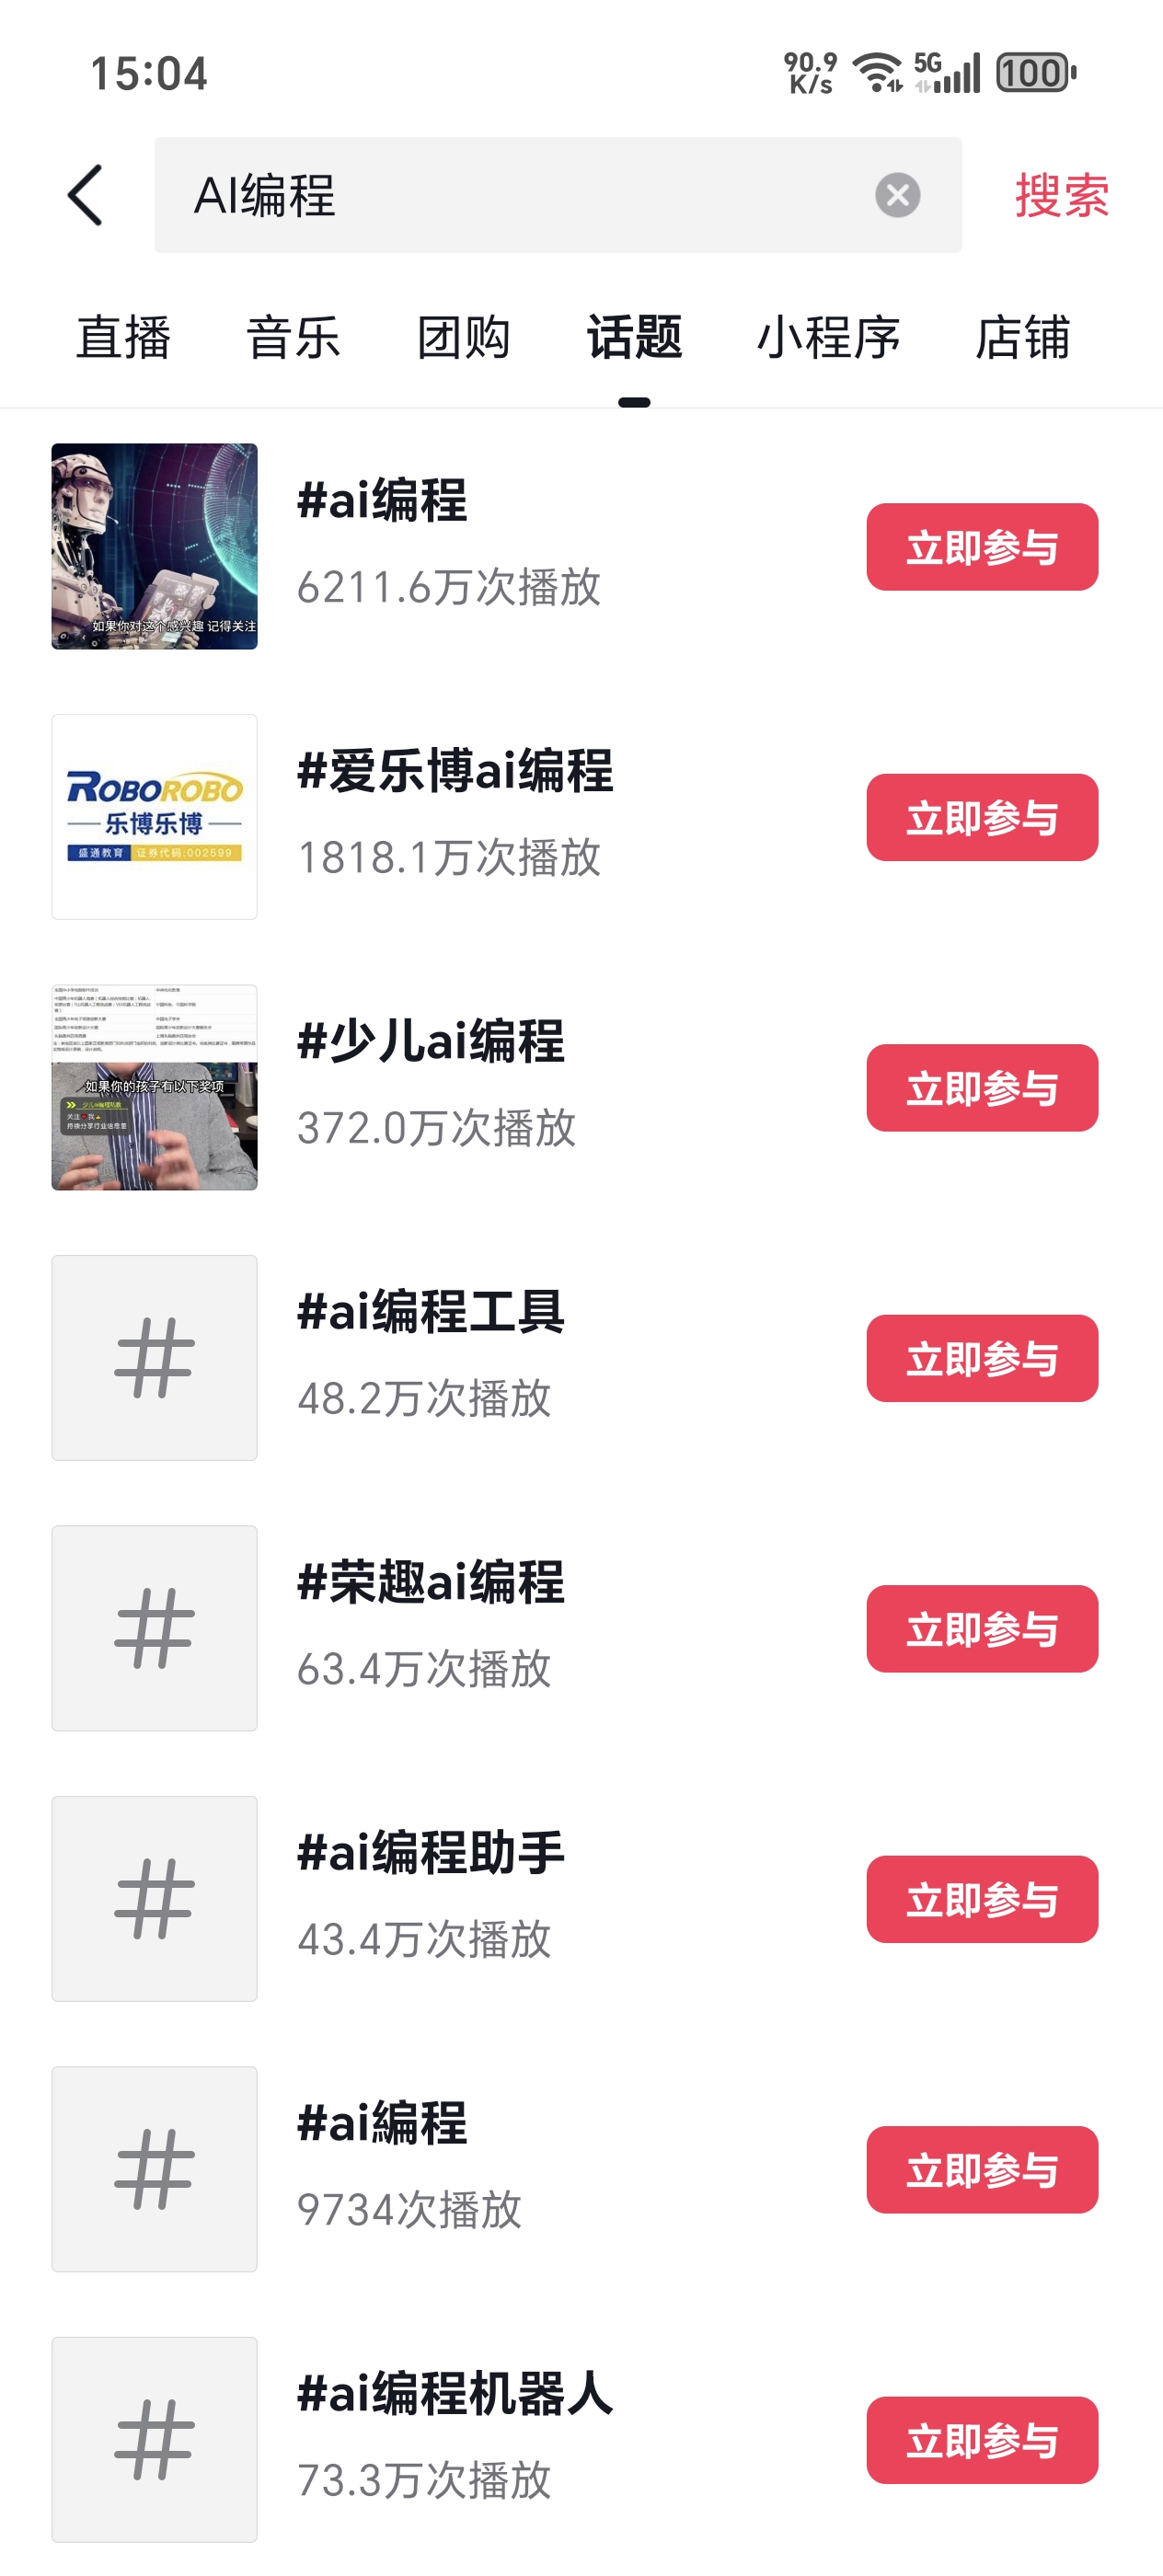 15:04
90.9
K/s
5G
100
AI编程
搜索
直播 音乐 团购 话题 小程序 店铺
#ai编程
6211.6万次播放
立即参与
如果你对这个感兴趣 记得关注
ROBOROBO
乐博乐博
盛通教育 证券代码:002599
#爱乐博ai编程
1818.1万次播放
立即参与
如果你的孩子有以下奖项
#少儿ai编程
372.0万次播放
立即参与
#ai编程工具
48.2万次播放
立即参与
#荣趣ai编程
63.4万次播放
立即参与
#ai编程助手
43.4万次播放
立即参与
#ai編程
9734次播放
立即参与
#ai编程机器人
73.3万次播放
立即参与